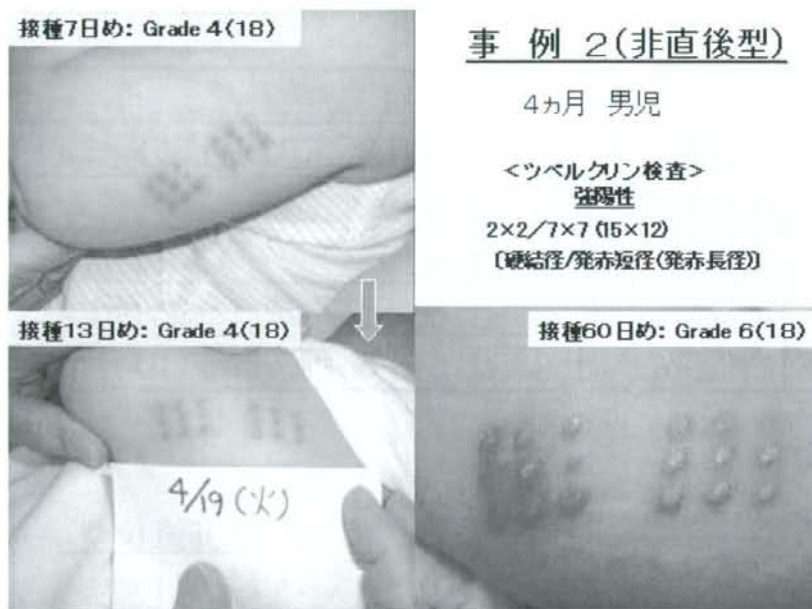 接種7日め: Grade 4(18)
事 例 2(非直後型)
4ヵ月 男児
<ツベルクリン検査>
強陽性
2×2/7×7 (15×12)
〔硬結径/発赤短径(発赤長径)〕
接種13日め: Grade 4(18)
4/19 (火)
接種60日め: Grade 6(18)